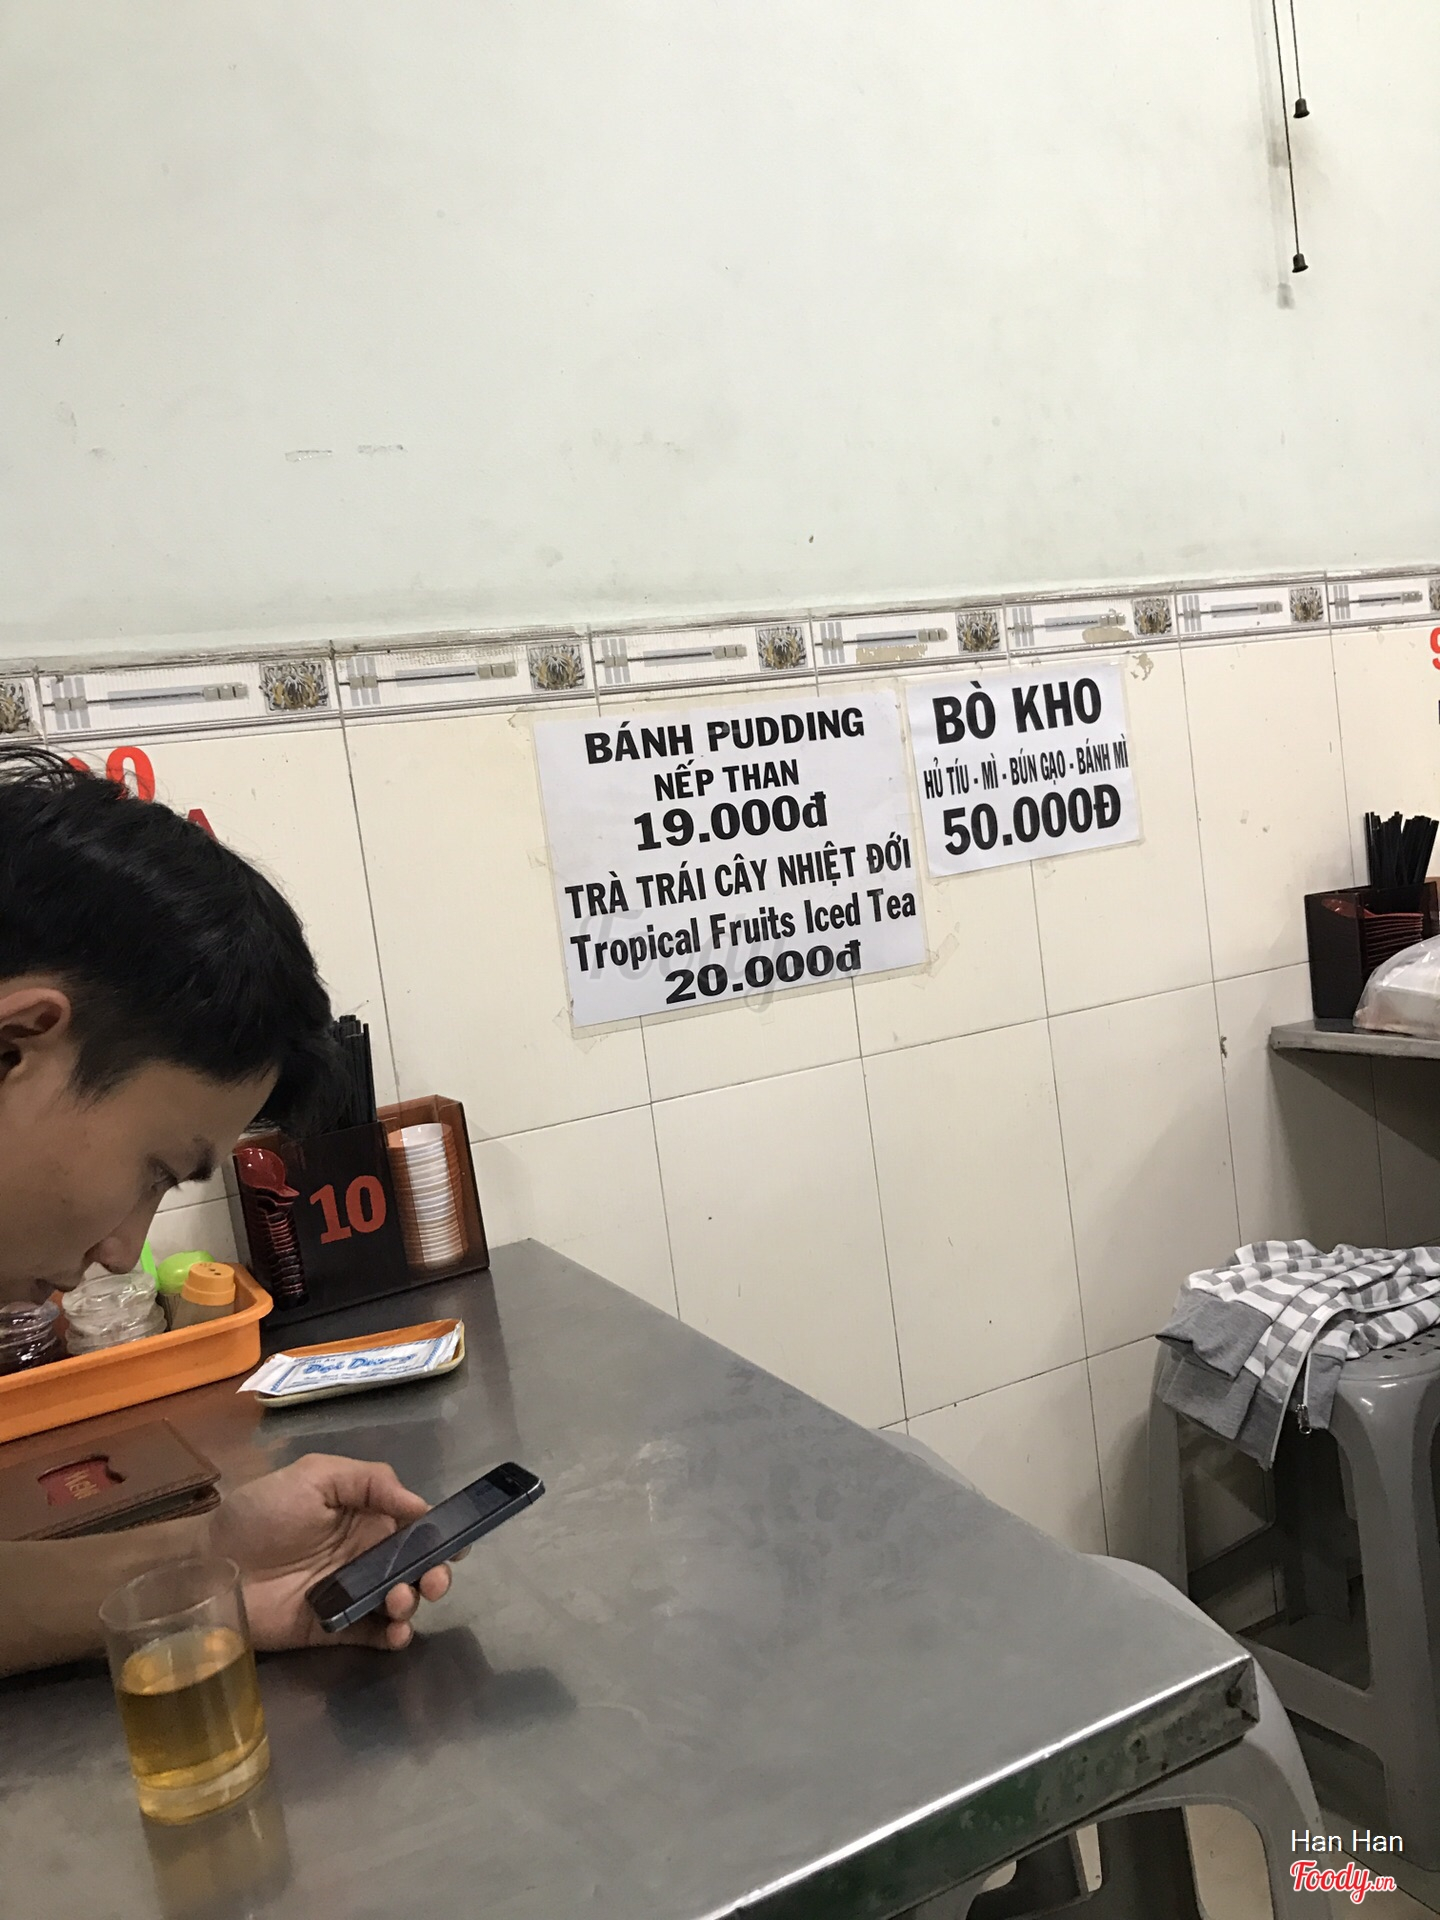 BÁNH PUDDING
NẾP THAN
19.000đ
TRÀ TRÁI CÂY NHIỆT ĐỚI
Tropical Fruits Iced Tea
20.000đ
BÒ KHO
HỦ TÍU - MÌ - BÚN GẠO - BÁNH MÌ
50.000Đ
10
MENU
Han Han
Foody.vn